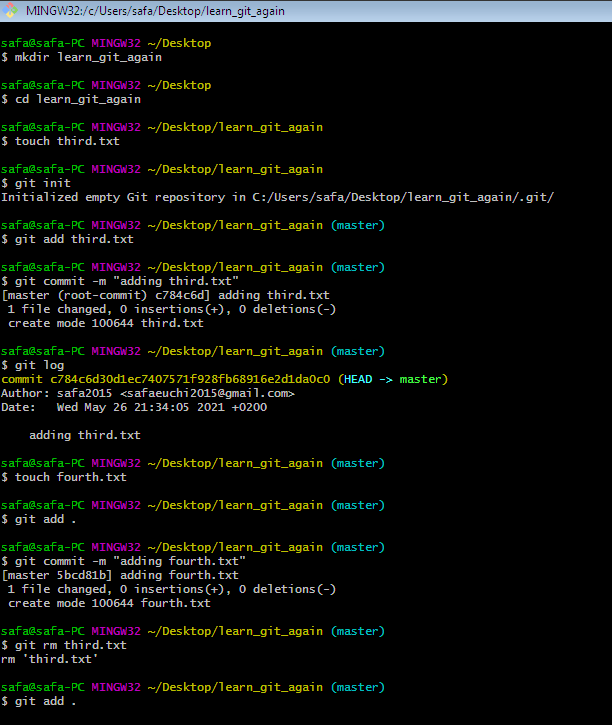 MINGW32:/c/Users/safa/Desktop/learn_git_again
safa@safa-PC MINGW32 ~/Desktop
$ mkdir learn_git_again
safa@safa-PC MINGW32 ~/Desktop
$ cd learn_git_again
safa@safa-PC MINGW32 ~/Desktop/learn_git_again
$ touch third.txt
safa@safa-PC MINGW32 ~/Desktop/learn_git_again
$ git init
Initialized empty Git repository in C:/Users/safa/Desktop/learn_git_again/.git/
safa@safa-PC MINGW32 ~/Desktop/learn_git_again (master)
$ git add third.txt
safa@safa-PC MINGW32 ~/Desktop/learn_git_again (master)
$ git commit -m "adding third.txt"
[master (root-commit) c784c6d] adding third.txt
 1 file changed, 0 insertions(+), 0 deletions(-)
 create mode 100644 third.txt
safa@safa-PC MINGW32 ~/Desktop/learn_git_again (master)
$ git log
commit c784c6d30d1ec7407571f928fb68916e2d1da0c0 (HEAD -> master)
Author: safa2015 <safaeuchi2015@gmail.com>
Date:   Wed May 26 21:34:05 2021 +0200
    adding third.txt
safa@safa-PC MINGW32 ~/Desktop/learn_git_again (master)
$ touch fourth.txt
safa@safa-PC MINGW32 ~/Desktop/learn_git_again (master)
$ git add .
safa@safa-PC MINGW32 ~/Desktop/learn_git_again (master)
$ git commit -m "adding fourth.txt"
[master 5bcd81b] adding fourth.txt
 1 file changed, 0 insertions(+), 0 deletions(-)
 create mode 100644 fourth.txt
safa@safa-PC MINGW32 ~/Desktop/learn_git_again (master)
$ git rm third.txt
rm 'third.txt'
safa@safa-PC MINGW32 ~/Desktop/learn_git_again (master)
$ git add .